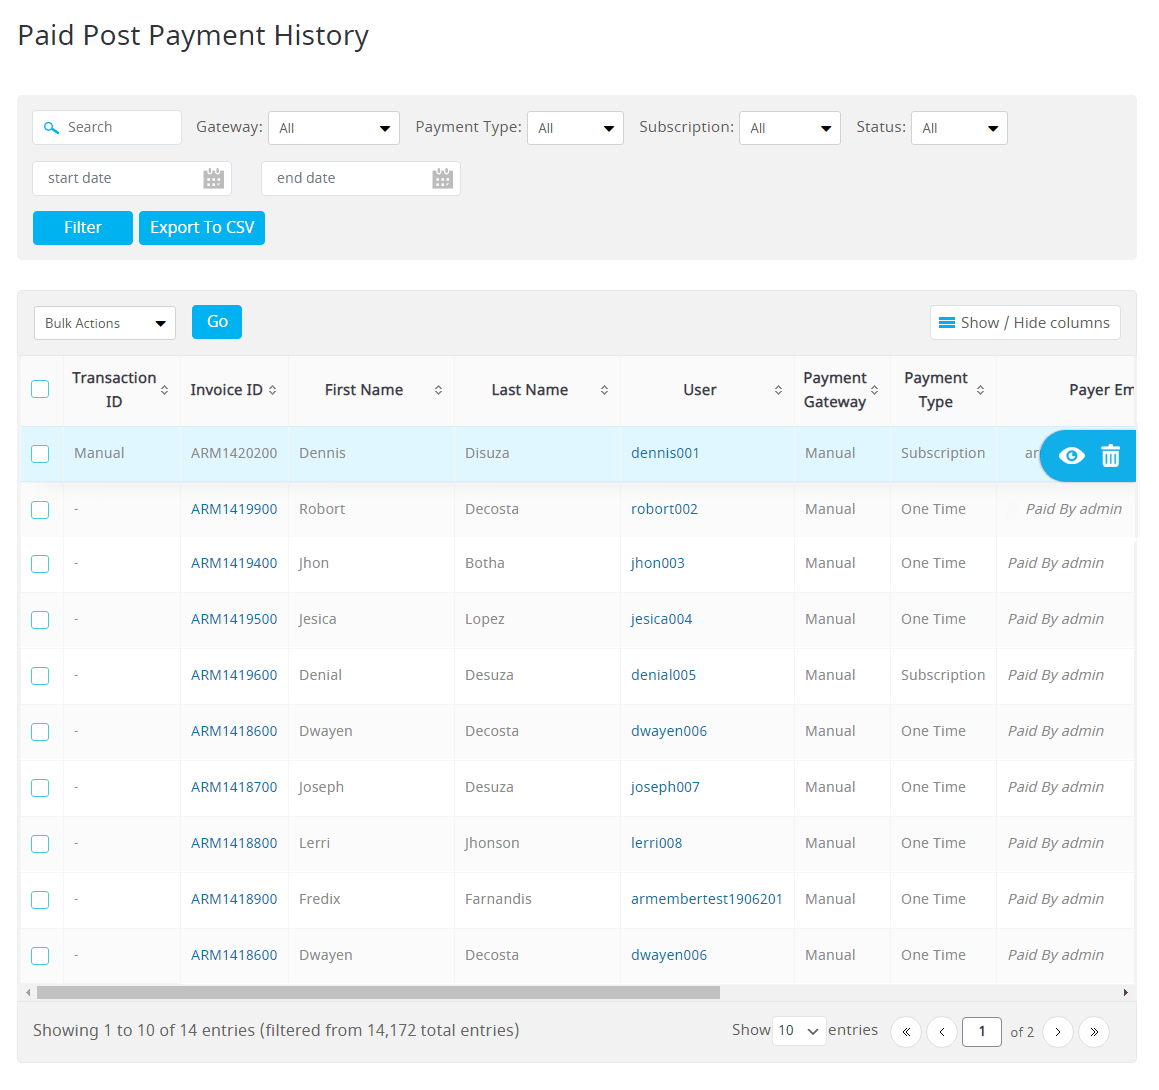 Paid Post Payment History
Search Gateway: All Payment Type: All Subscription: All Status: All
start date end date
Filter Export To CSV
Bulk Actions Go Show / Hide columns
Transaction ID Invoice ID First Name Last Name User Payment Gateway Payment Type Payer Em
Manual ARM1420200 Dennis Disuza dennis001 Manual Subscription ar
- ARM1419900 Robort Decosta robort002 Manual One Time Paid By admin
- ARM1419400 Jhon Botha jhon003 Manual One Time Paid By admin
- ARM1419500 Jesica Lopez jesica004 Manual One Time Paid By admin
- ARM1419600 Denial Desuza denial005 Manual Subscription Paid By admin
- ARM1418600 Dwayen Decosta dwayen006 Manual One Time Paid By admin
- ARM1418700 Joseph Desuza joseph007 Manual One Time Paid By admin
- ARM1418800 Lerri Jhonson lerri008 Manual One Time Paid By admin
- ARM1418900 Fredix Farnandis armembertest1906201 Manual One Time Paid By admin
- ARM1418600 Dwayen Decosta dwayen006 Manual One Time Paid By admin
Showing 1 to 10 of 14 entries (filtered from 14,172 total entries) Show 10 entries « ‹ 1 of 2 › »